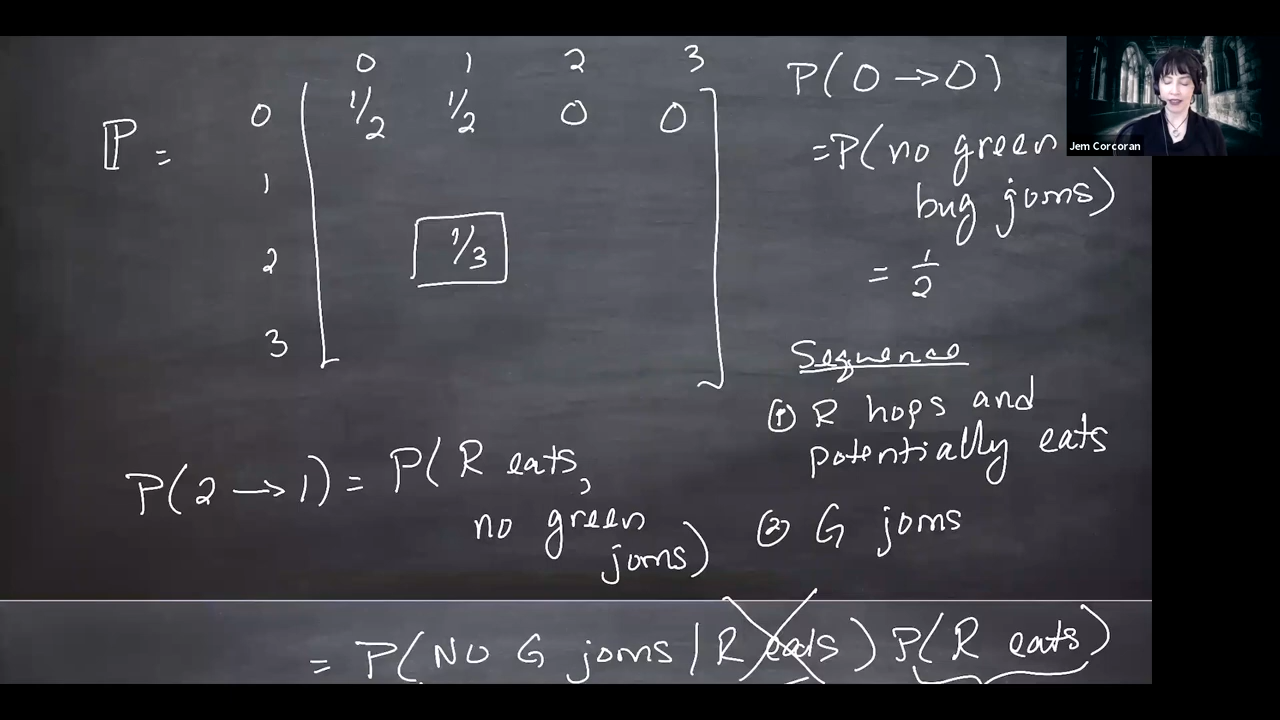 0 1 2 3
P(0 → 0)
ℙ = 0 1/2 1/2 0 0
Jem Corcoran
= P(no green
1
bug joins)
2 1/3
= 1/2
3
Sequence
① R hops and
potentially eats
P(2 → 1) = P(R eats,
no green
joins)
② G joins
= P(NO G joins | R eats) P(R eats)